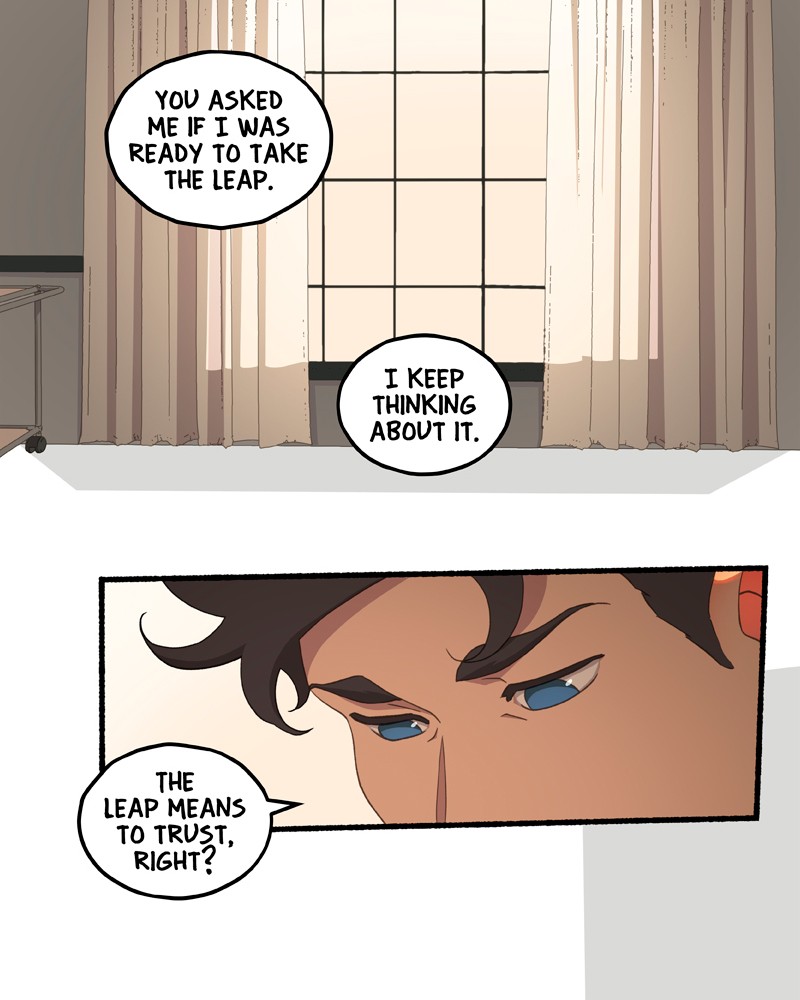 YOU ASKED
ME IF I WAS
READY TO TAKE
THE LEAP.
I KEEP
THINKING
ABOUT IT.
THE
LEAP MEANS
TO TRUST,
RIGHT?